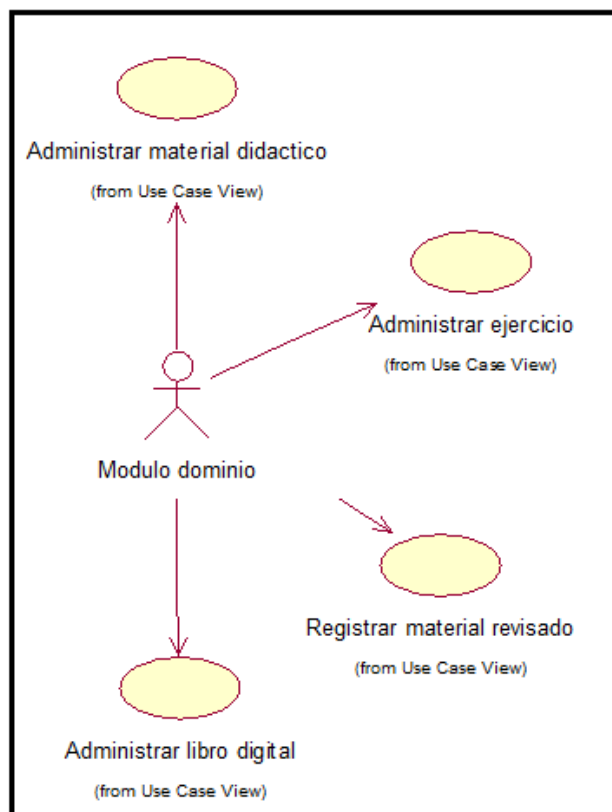 Administrar material didactico
(from Use Case View)
Administrar ejercicio
(from Use Case View)
Modulo dominio
Registrar material revisado
(from Use Case View)
Administrar libro digital
(from Use Case View)